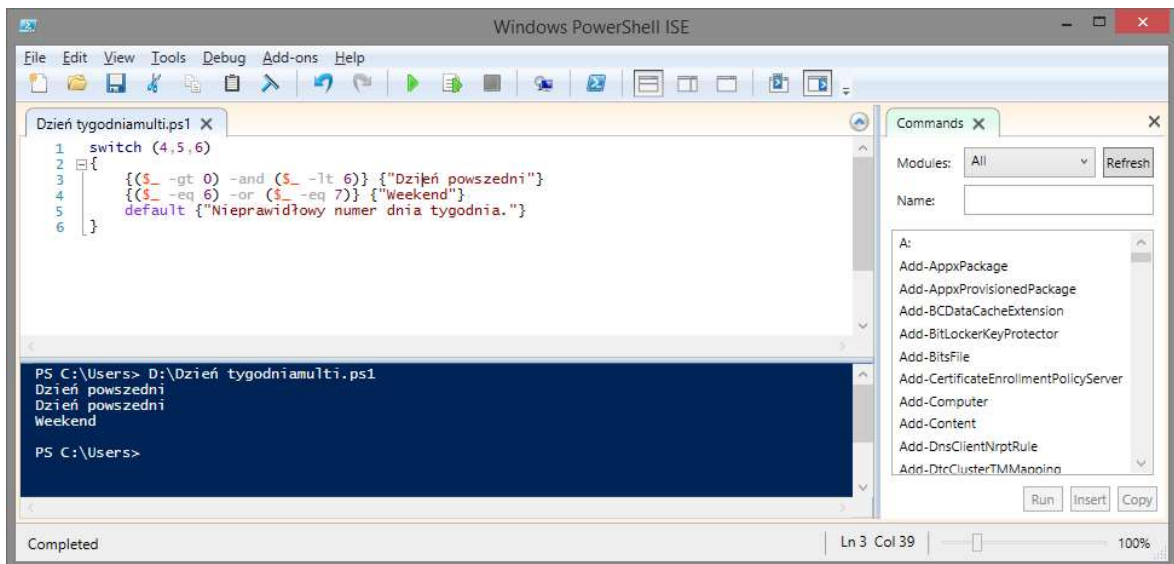 Windows PowerShell ISE
File Edit View Tools Debug Add-ons Help
Dzień tygodniamulti.ps1 X
1 switch (4,5,6)
2 {
3 {($_ -gt 0) -and ($_ -lt 6)} {"Dzień powszedni"}
4 {($_ -eq 6) -or ($_ -eq 7)} {"Weekend"}
5 default {"Nieprawidłowy numer dnia tygodnia."}
6 }
PS C:\Users> D:\Dzień tygodniamulti.ps1
Dzień powszedni
Dzień powszedni
Weekend
PS C:\Users>
Commands X
Modules: All Refresh
Name:
A:
Add-AppxPackage
Add-AppxProvisionedPackage
Add-BCDataCacheExtension
Add-BitLockerKeyProtector
Add-BitsFile
Add-CertificateEnrollmentPolicyServer
Add-Computer
Add-Content
Add-DnsClientNrptRule
Add-DtcClusterTMMapping
Run Insert Copy
Completed
Ln 3 Col 39
100%